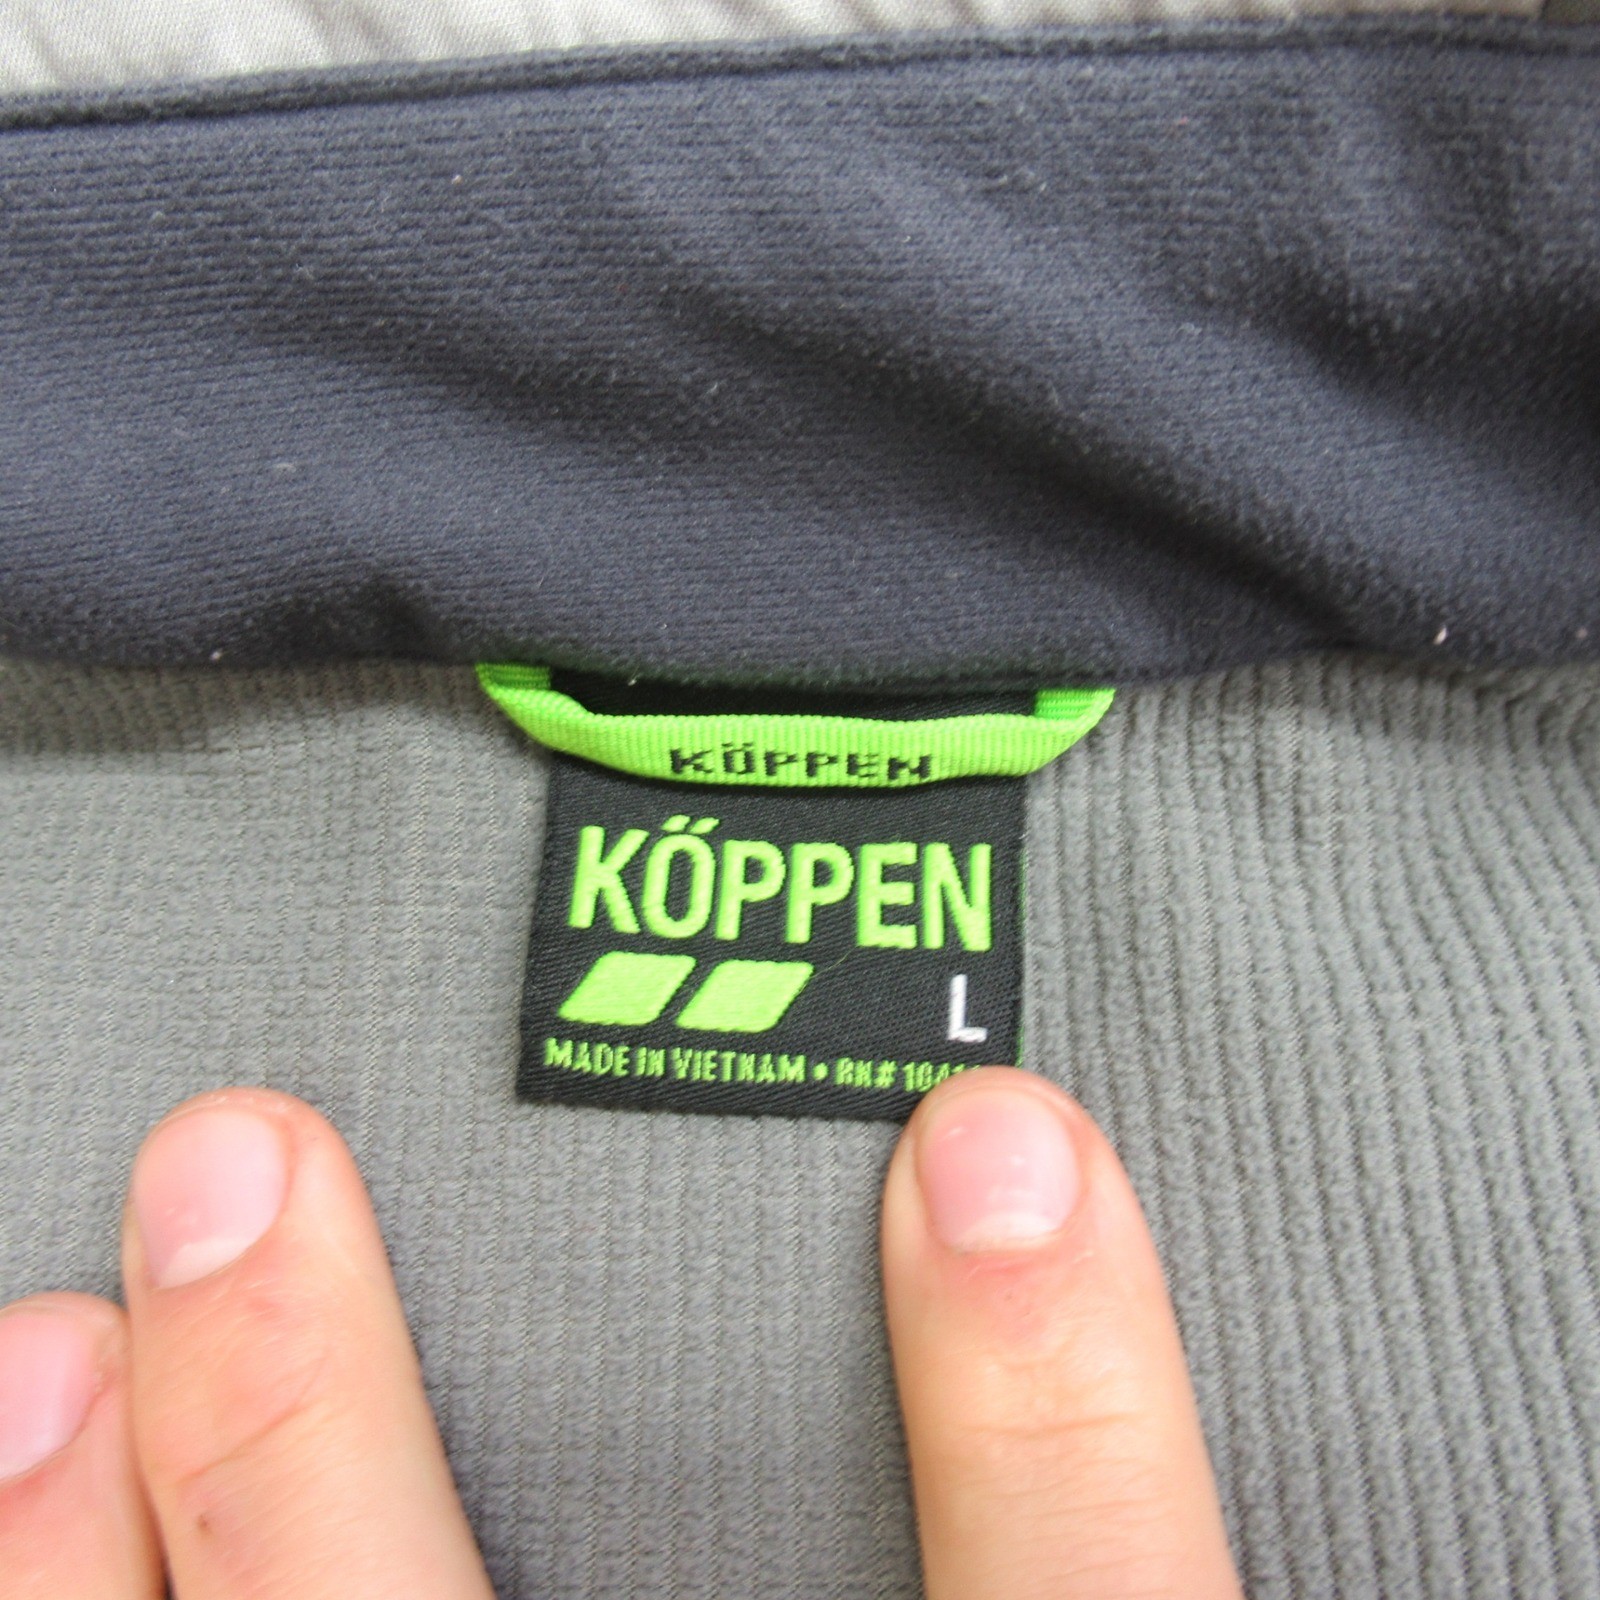 KÖPPEN
KÖPPEN
L
MADE IN VIETNAM • RN#